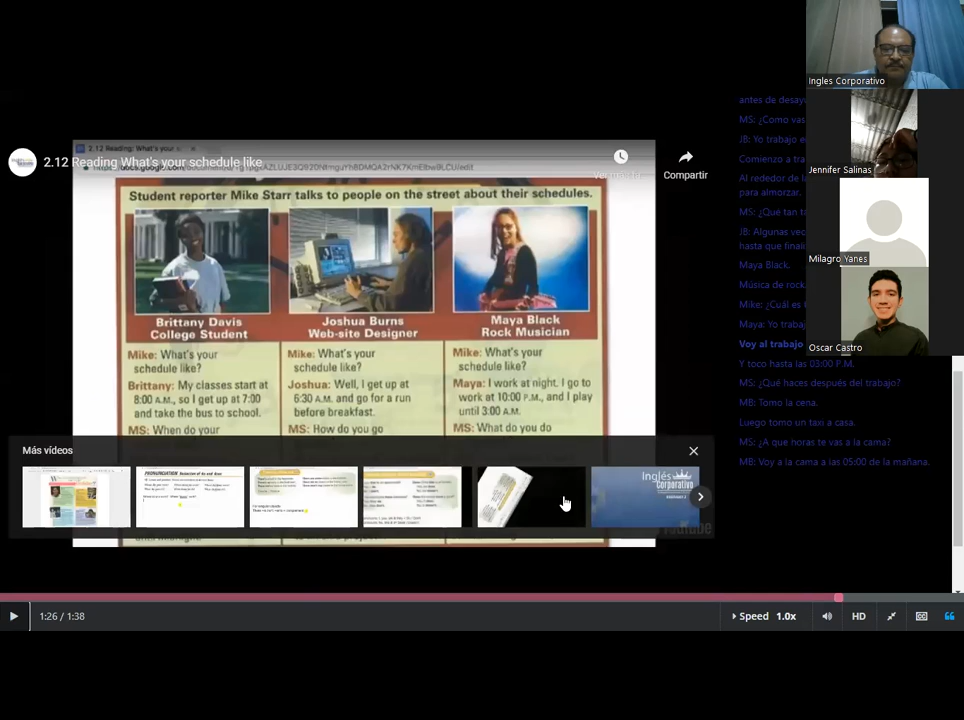 2.12 Reading What's your schedule like
Compartir
Student reporter Mike Starr talks to people on the street about their schedules.
Brittany Davis
College Student
Joshua Burns
Web-site Designer
Maya Black
Rock Musician
Mike: What's your
schedule like?
Brittany: My classes start at
8:00 A.M., so I get up at 7:00
and take the bus to school.
MS: When do your
Mike: What's your
schedule like?
Joshua: Well, I get up at
6:30 A.M. and go for a run
before breakfast.
MS: How do you go
Mike: What's your
schedule like?
Maya: I work at night. I go to
work at 10:00 P.M., and I play
until 3:00 A.M.
MS: What do you do
Más vídeos
PRONUNCIATION
Inglés
Corporativo
YouTube
1:26 / 1:38
Speed 1.0x
HD
antes de desay
MS: ¿Como vas
JB: Yo trabajo e
Comienzo a tra
Al rededor de l
para almorzar.
MS: ¿Qué tan t
JB: Algunas vec
hasta que finali
Maya Black.
Música de rock
Mike: ¿Cuál es
Maya: Yo traba
Voy al trabajo
Y toco hasta las 03:00 P.M.
MS: ¿Qué haces después del trabajo?
MB: Tomo la cena.
Luego tomo un taxi a casa.
MS: ¿A que horas te vas a la cama?
MB: Voy a la cama a las 05:00 de la mañana.
Ingles Corporativo
Jennifer Salinas
Milagro Yanes
Oscar Castro